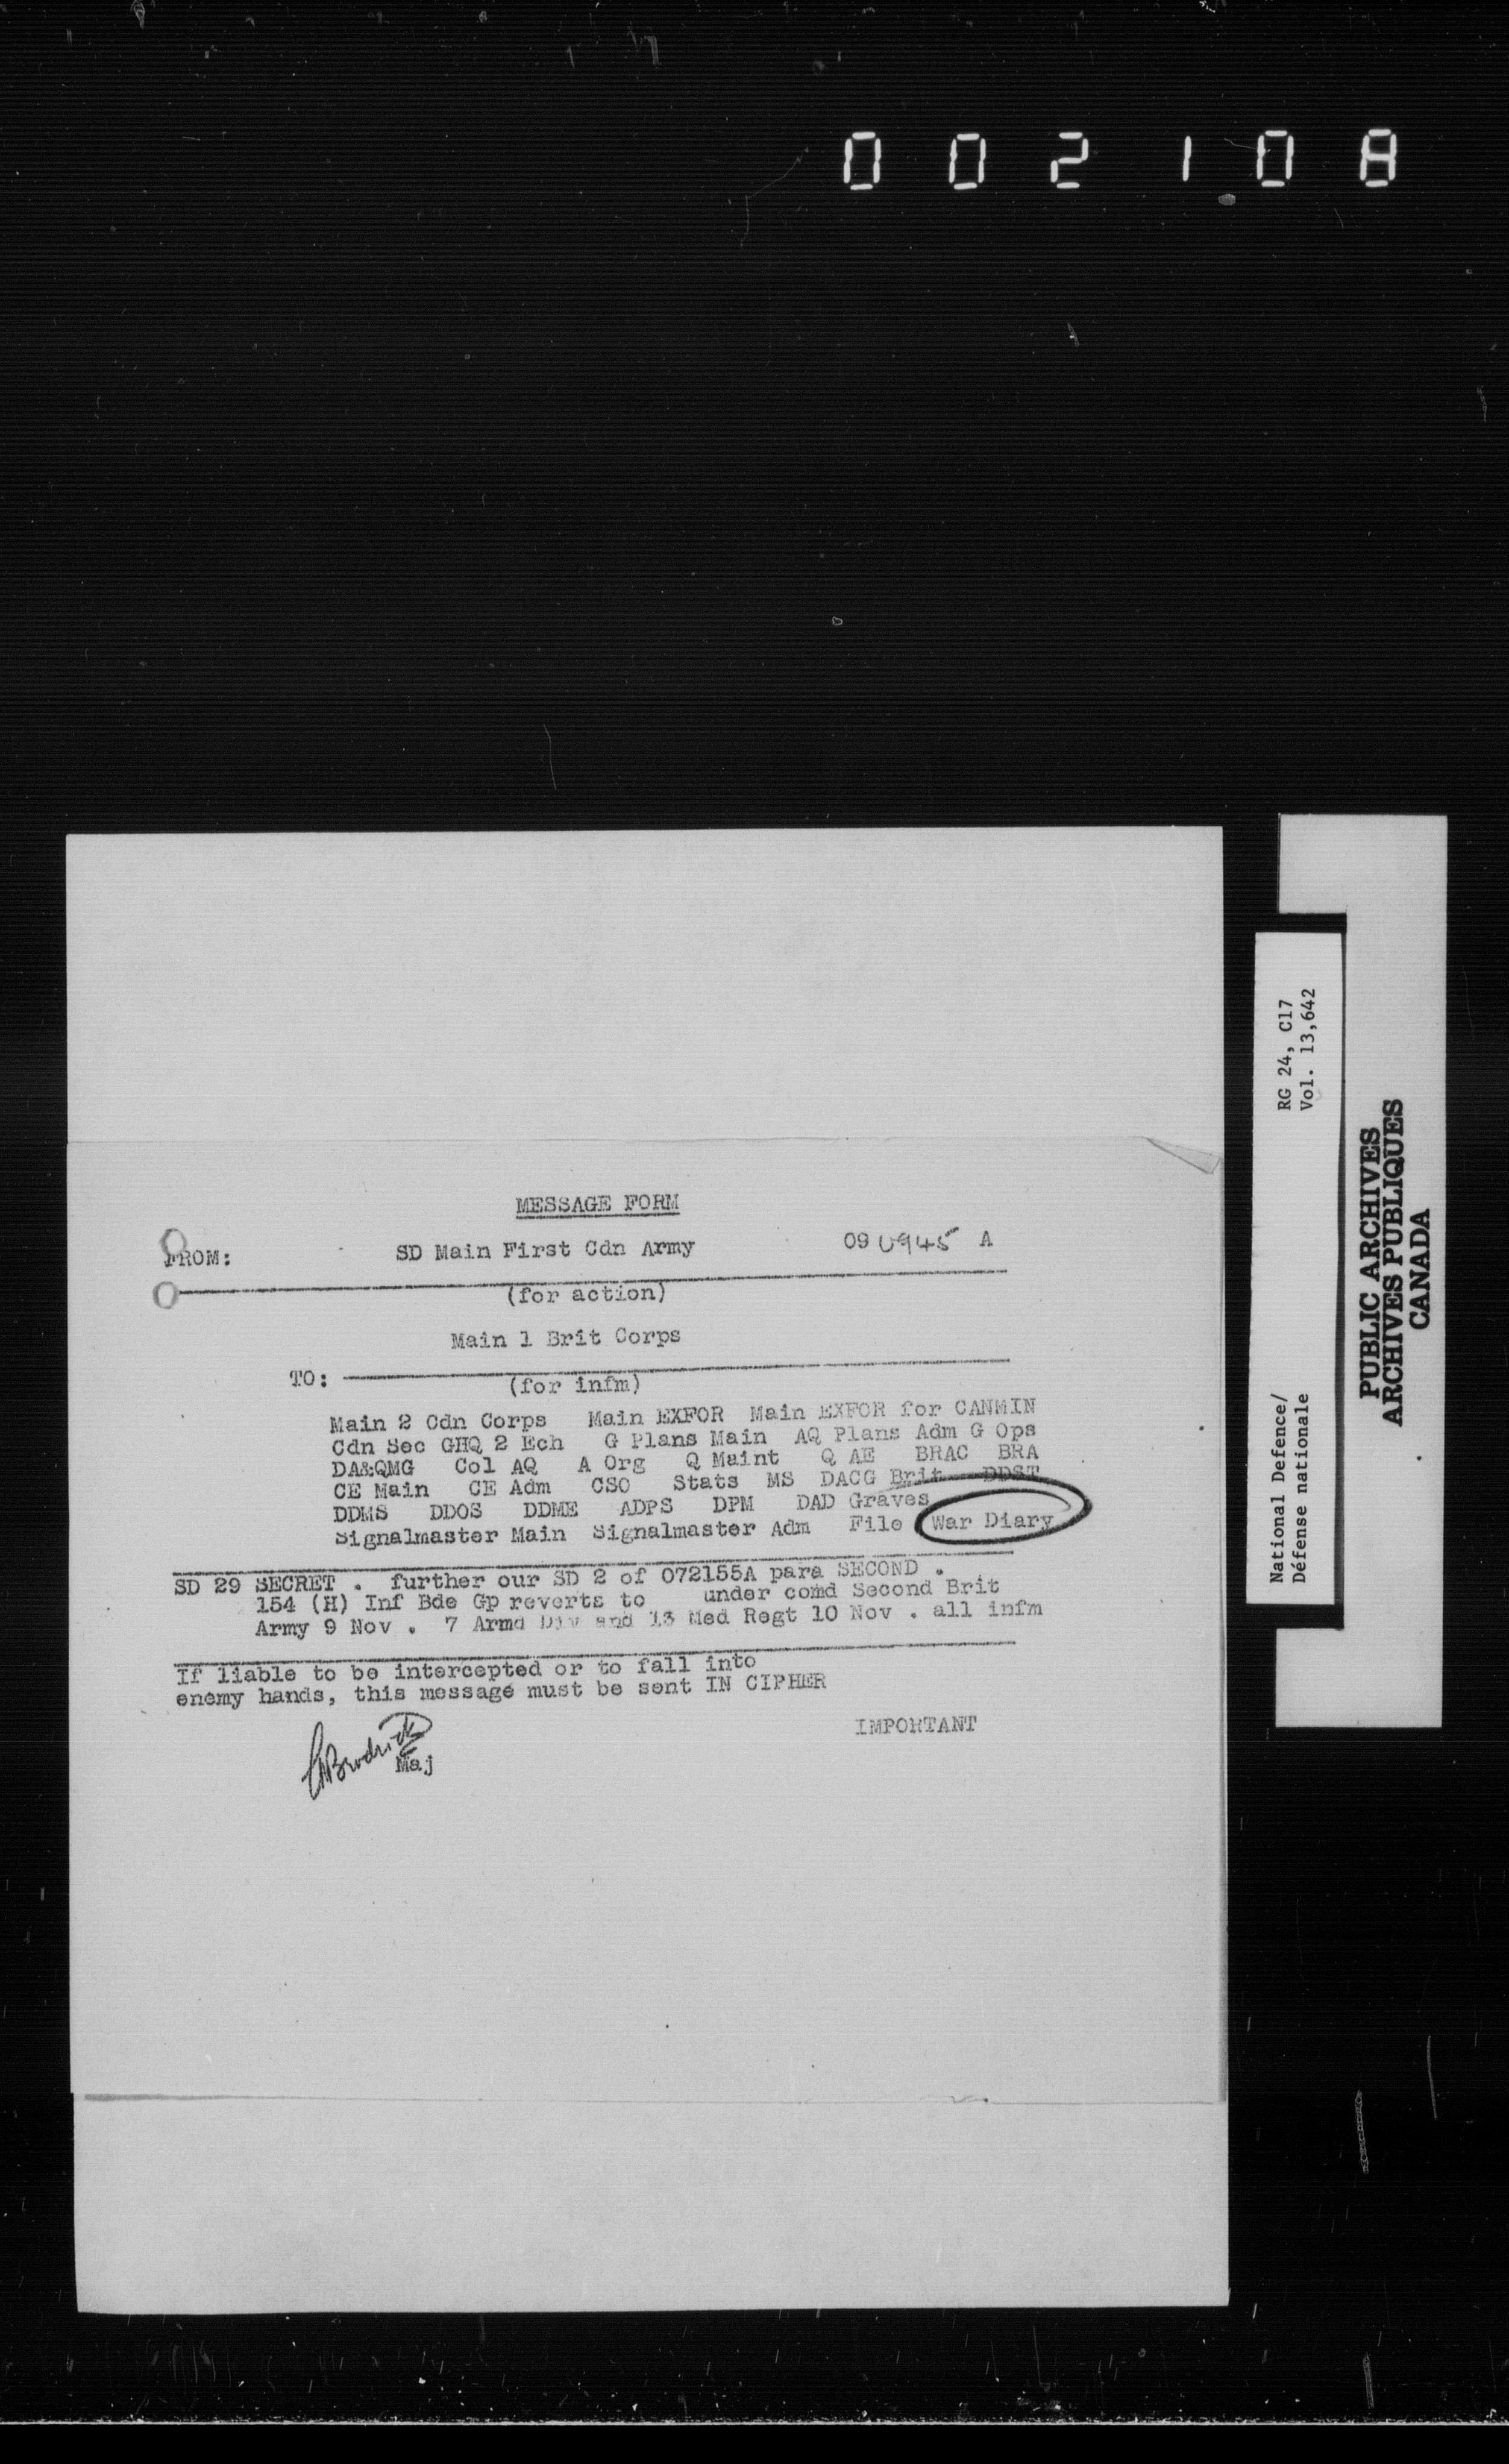 002108
MESSAGE FORM
FROM: SD Main First Cdn Army 09 0945 A
(for action)
Main 1 Brit Corps
TO:
(for infm)
Main 2 Cdn Corps Main EXFOR Main EXFOR for CANMIN
Cdn Sec GHQ 2 Ech G Plans Main AQ Plans Adm G Ops
DA&QMG Col AQ A Org Q Maint Q AE BRAC BRA
CE Main CE Adm CSO Stats MS DACG Brit DDST
DDMS DDOS DDME ADPS DPM DAD Graves
Signalmaster Main Signalmaster Adm File War Diary
SD 29 SECRET . further our SD 2 of 072155A para SECOND .
154 (H) Inf Bde Gp reverts to under comd Second Brit
Army 9 Nov . 7 Armd Div and 13 Med Regt 10 Nov . all infm
If liable to be intercepted or to fall into
enemy hands, this message must be sent IN CIPHER
IMPORTANT
Maj
RG 24, C17
Vol. 13,642
National Defence/
Défense nationale
PUBLIC ARCHIVES
ARCHIVES PUBLIQUES
CANADA